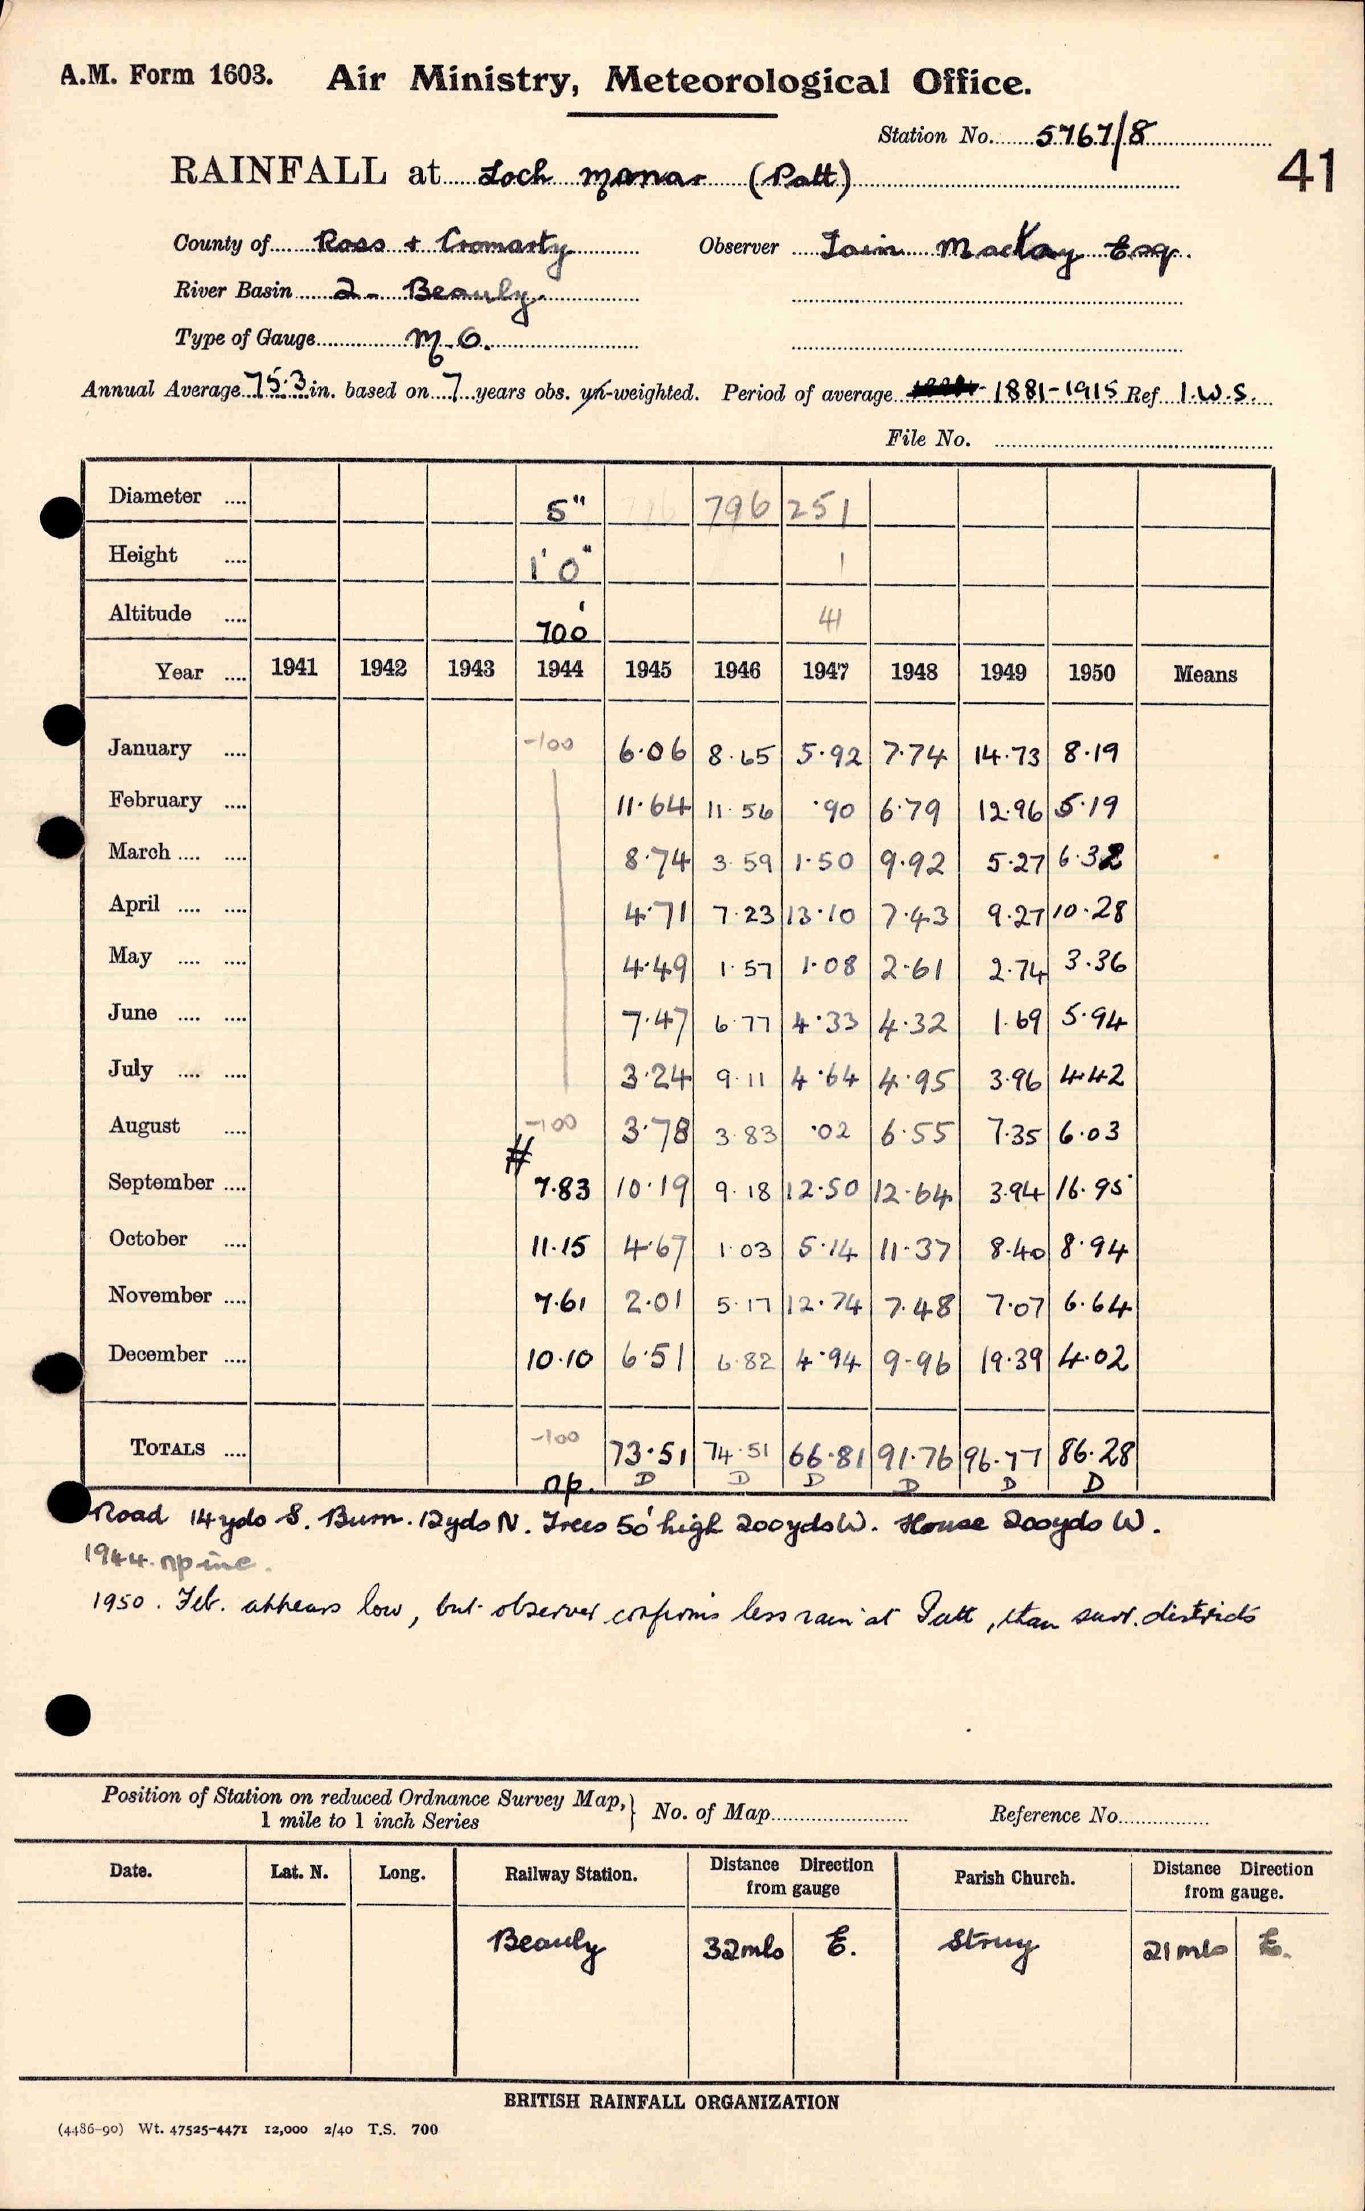 A.M. Form 1603. Air Ministry, Meteorological Office.
Station No. 5767/8
41
RAINFALL at Loch Monar (Patt)
County of Ross + Cromarty Observer Iain Mackay Esq.
River Basin 2 - Beauly.
Type of Gauge M.O.
Annual Average 75.3 in. based on 7 years obs. un-weighted. Period of average 1881-1915 Ref I.W.S.
File No.
Diameter .... 5" 796 251
Height .... 1' 0" 1
Altitude .... 700' 41
Year .... 1941 1942 1943 1944 1945 1946 1947 1948 1949 1950 Means
January .... -100 6.06 8.65 5.92 7.74 14.73 8.19
February .... 11.64 11.56 .90 6.79 12.96 5.19
March .... .... 8.74 3.59 1.50 9.92 5.27 6.32
April .... .... 4.71 7.23 13.10 7.43 9.27 10.28
May .... .... 4.49 1.57 1.08 2.61 2.74 3.36
June .... .... 7.47 6.77 4.33 4.32 1.69 5.94
July .... .... 3.24 9.11 4.64 4.95 3.96 4.42
August .... -100 3.78 3.83 .02 6.55 7.35 6.03
September .... # 7.83 10.19 9.18 12.50 12.64 3.94 16.95
October .... 11.15 4.67 1.03 5.14 11.37 8.40 8.94
November .... 7.61 2.01 5.17 12.74 7.48 7.07 6.64
December .... 10.10 6.51 6.82 4.94 9.96 19.39 4.02
TOTALS .... -100 73.51 74.51 66.81 91.76 96.77 86.28
np. D D D D D D
Road 14yds S. Burn. 12yds N. Trees 50' high 200yds W. House 200yds W.
1944. np inc.
1950. Feb. appears low, but observer confirms less rain at Patt, than surr. districts
Position of Station on reduced Ordnance Survey Map,} No. of Map Reference No.
1 mile to 1 inch Series
Date. Lat. N. Long. Railway Station. Distance Direction from gauge Parish Church. Distance Direction from gauge.
Beauly 32mls E. Struy 21mls E.
BRITISH RAINFALL ORGANIZATION
(4486-90) Wt. 47525-4471 12,000 2/40 T.S. 700